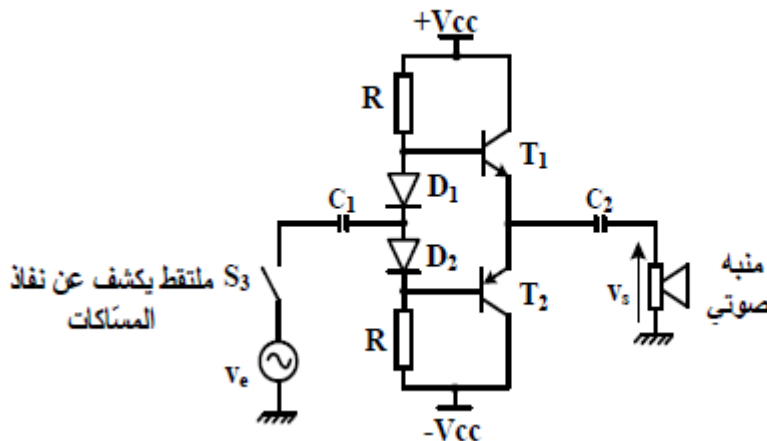 +Vcc
R
T₁
D₁
C₁
C₂
D₂
ملتقط يكشف عن نفاذ
المسّاكات
S₃
منبه
صوتي
vₛ
T₂
R
vₑ
-Vcc